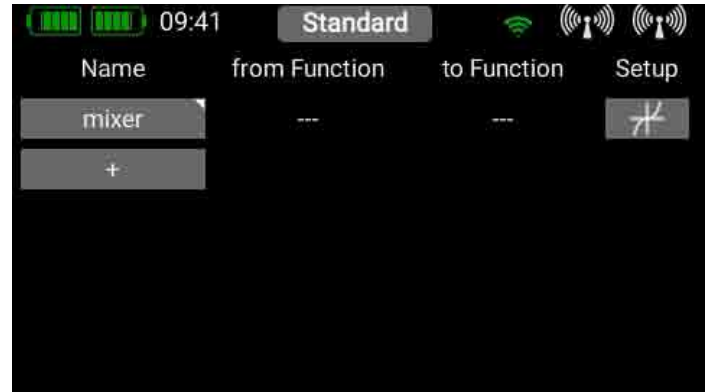 09:41 Standard
Name from Function to Function Setup
mixer --- ---
+